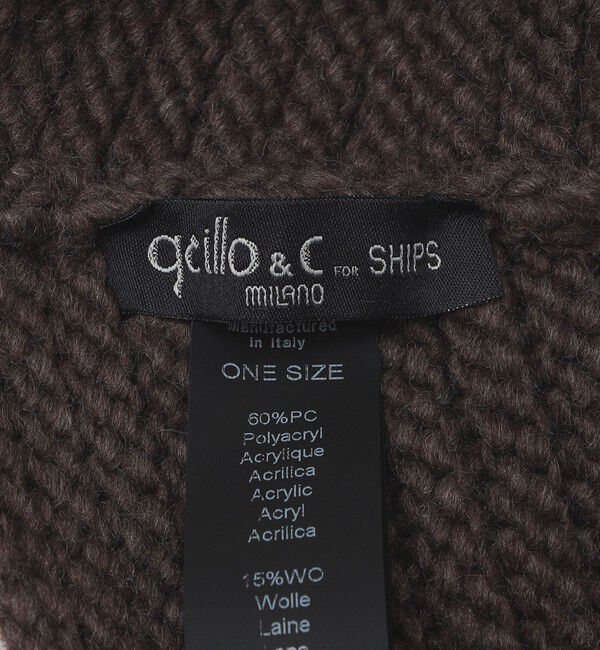 qcillo & C FOR SHIPS
MILANO
Manufactured
in Italy
ONE SIZE
60%PC
Polyacryl
Acrylique
Acrilica
Acrylic
Acryl
Acrilica
15%WO
Wolle
Laine